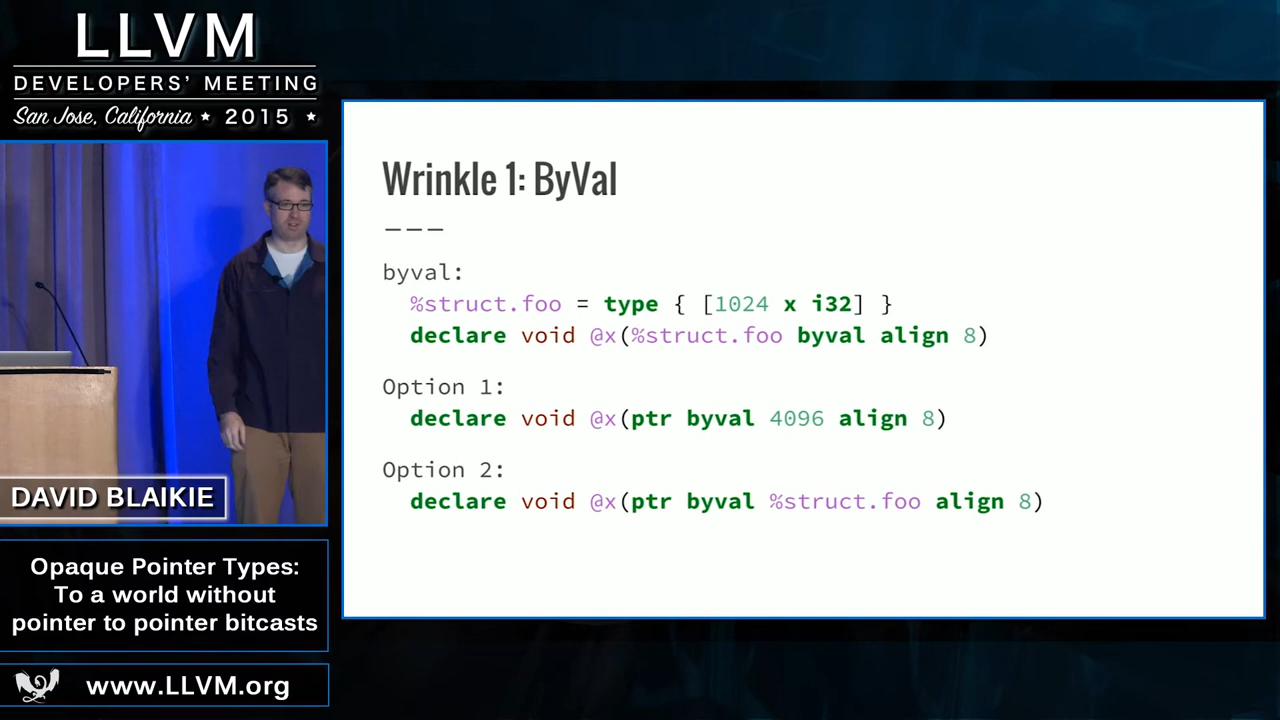 LLVM
DEVELOPERS' MEETING
San Jose, California ★ 2015 ★
DAVID BLAIKIE
Opaque Pointer Types:
To a world without
pointer to pointer bitcasts
www.LLVM.org
Wrinkle 1: ByVal
———
byval:
%struct.foo = type { [1024 x i32] }
declare void @x(%struct.foo byval align 8)
Option 1:
declare void @x(ptr byval 4096 align 8)
Option 2:
declare void @x(ptr byval %struct.foo align 8)